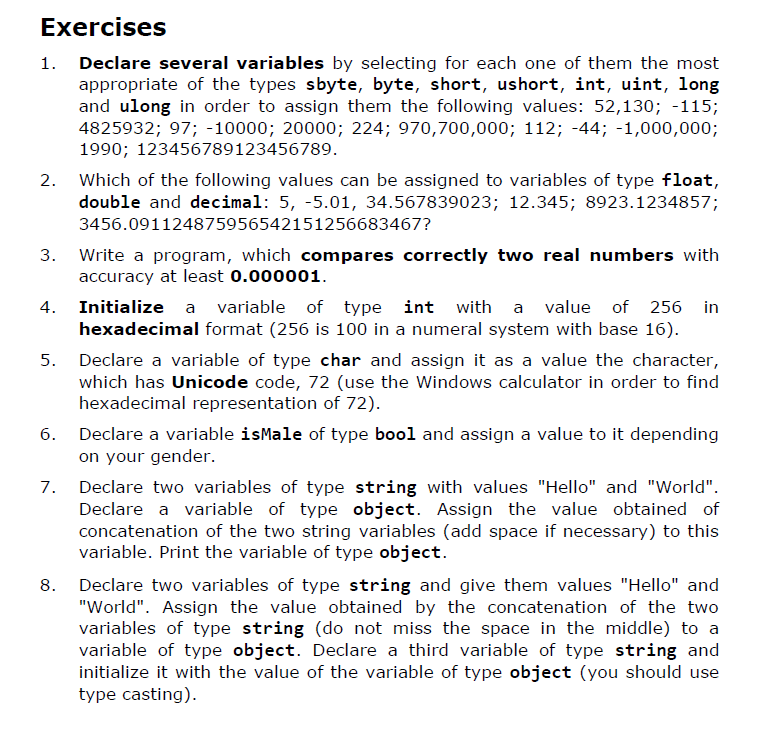 Exercises
1. Declare several variables by selecting for each one of them the most
appropriate of the types sbyte, byte, short, ushort, int, uint, long
and ulong in order to assign them the following values: 52,130; -115;
4825932; 97; -10000; 20000; 224; 970,700,000; 112; -44; -1,000,000;
1990; 123456789123456789.
2. Which of the following values can be assigned to variables of type float,
double and decimal: 5, -5.01, 34.567839023; 12.345; 8923.1234857;
3456.091124875956542151256683467?
3. Write a program, which compares correctly two real numbers with
accuracy at least 0.000001.
4. Initialize a variable of type int with a value of 256 in
hexadecimal format (256 is 100 in a numeral system with base 16).
5. Declare a variable of type char and assign it as a value the character,
which has Unicode code, 72 (use the Windows calculator in order to find
hexadecimal representation of 72).
6. Declare a variable isMale of type bool and assign a value to it depending
on your gender.
7. Declare two variables of type string with values "Hello" and "World".
Declare a variable of type object. Assign the value obtained of
concatenation of the two string variables (add space if necessary) to this
variable. Print the variable of type object.
8. Declare two variables of type string and give them values "Hello" and
"World". Assign the value obtained by the concatenation of the two
variables of type string (do not miss the space in the middle) to a
variable of type object. Declare a third variable of type string and
initialize it with the value of the variable of type object (you should use
type casting).